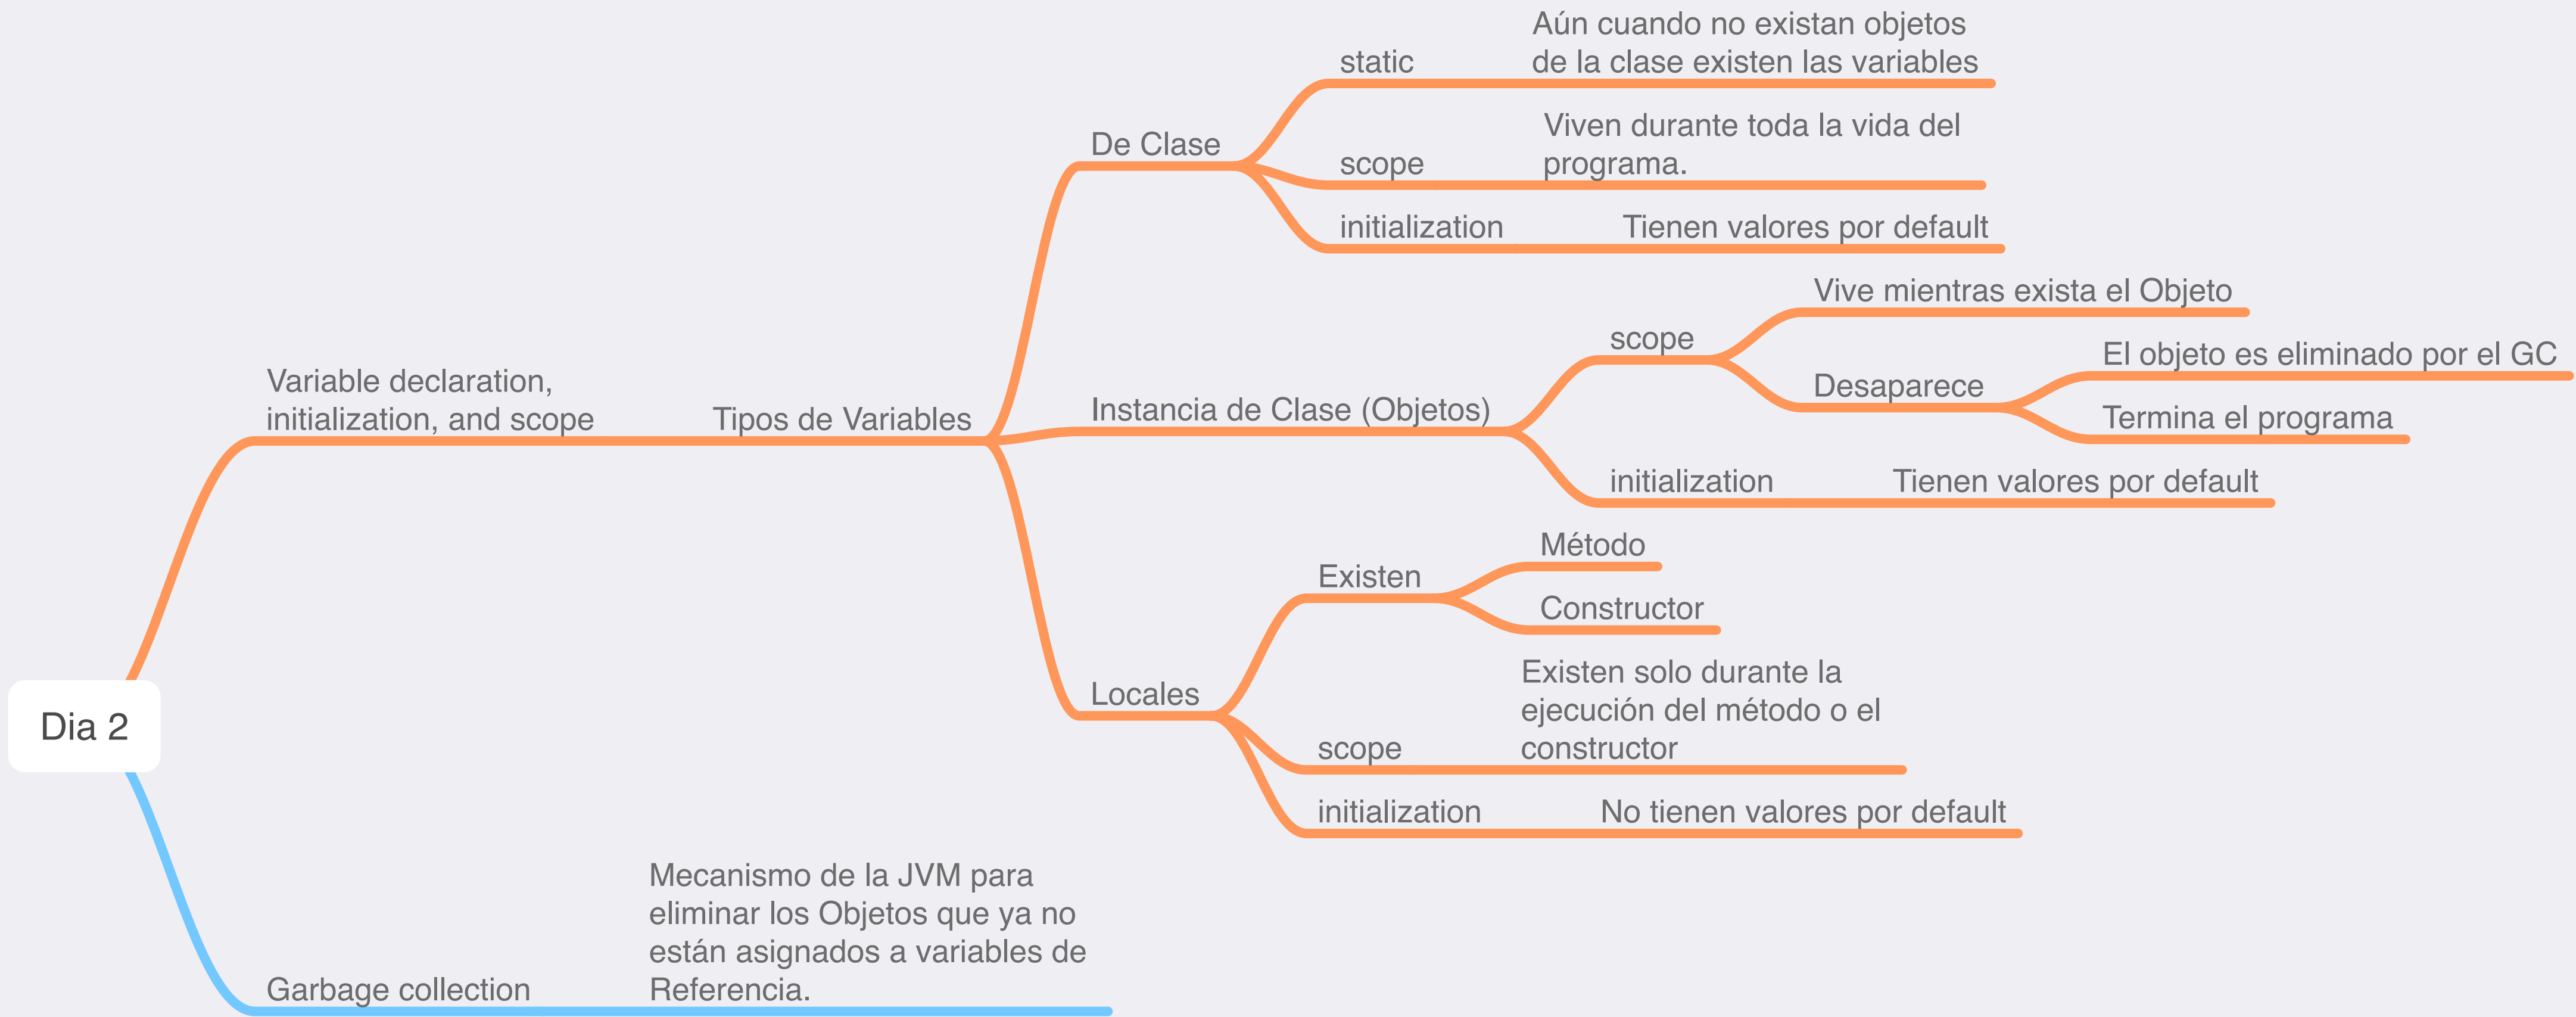 Dia 2
Variable declaration,
initialization, and scope
Tipos de Variables
De Clase
static
Aún cuando no existan objetos
de la clase existen las variables
scope
Viven durante toda la vida del
programa.
initialization
Tienen valores por default
Instancia de Clase (Objetos)
scope
Vive mientras exista el Objeto
Desaparece
El objeto es eliminado por el GC
Termina el programa
initialization
Tienen valores por default
Locales
Existen
Método
Constructor
scope
Existen solo durante la
ejecución del método o el
constructor
initialization
No tienen valores por default
Garbage collection
Mecanismo de la JVM para
eliminar los Objetos que ya no
están asignados a variables de
Referencia.